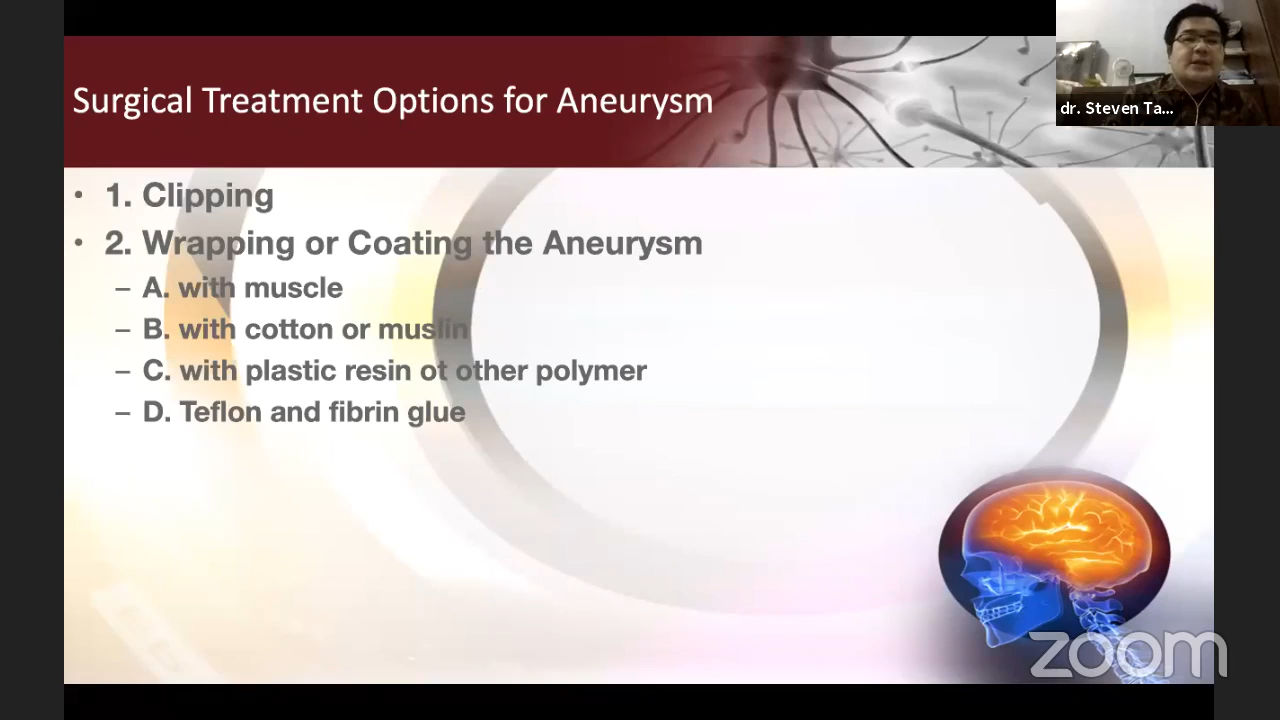 Surgical Treatment Options for Aneurysm
dr. Steven Ta...
• 1. Clipping
• 2. Wrapping or Coating the Aneurysm
– A. with muscle
– B. with cotton or muslin
– C. with plastic resin ot other polymer
– D. Teflon and fibrin glue
zoom